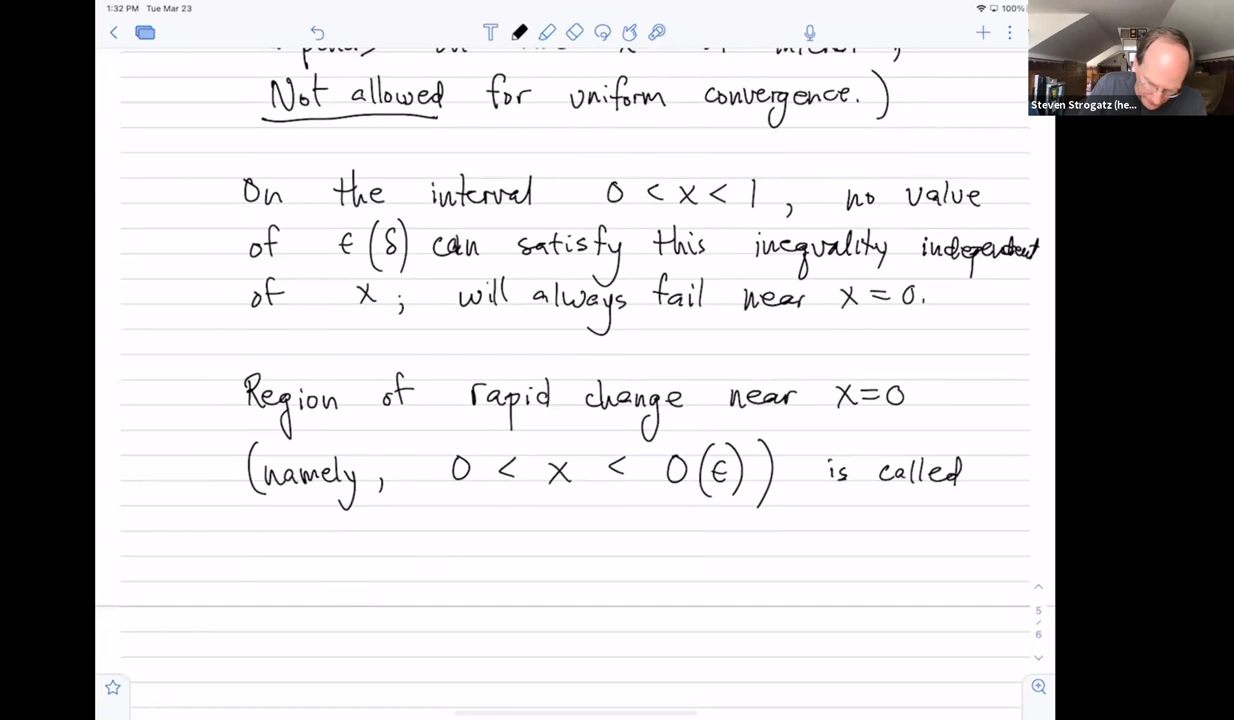 1:32 PM Tue Mar 23
100%
Steven Strogatz (he...
Not allowed for uniform convergence.)
On the interval 0 < x < 1, no value
of ϵ(δ) can satisfy this inequality independent
of x; will always fail near x = 0.
Region of rapid change near x=0
(namely, 0 < x < O(ϵ)) is called
5
/
6